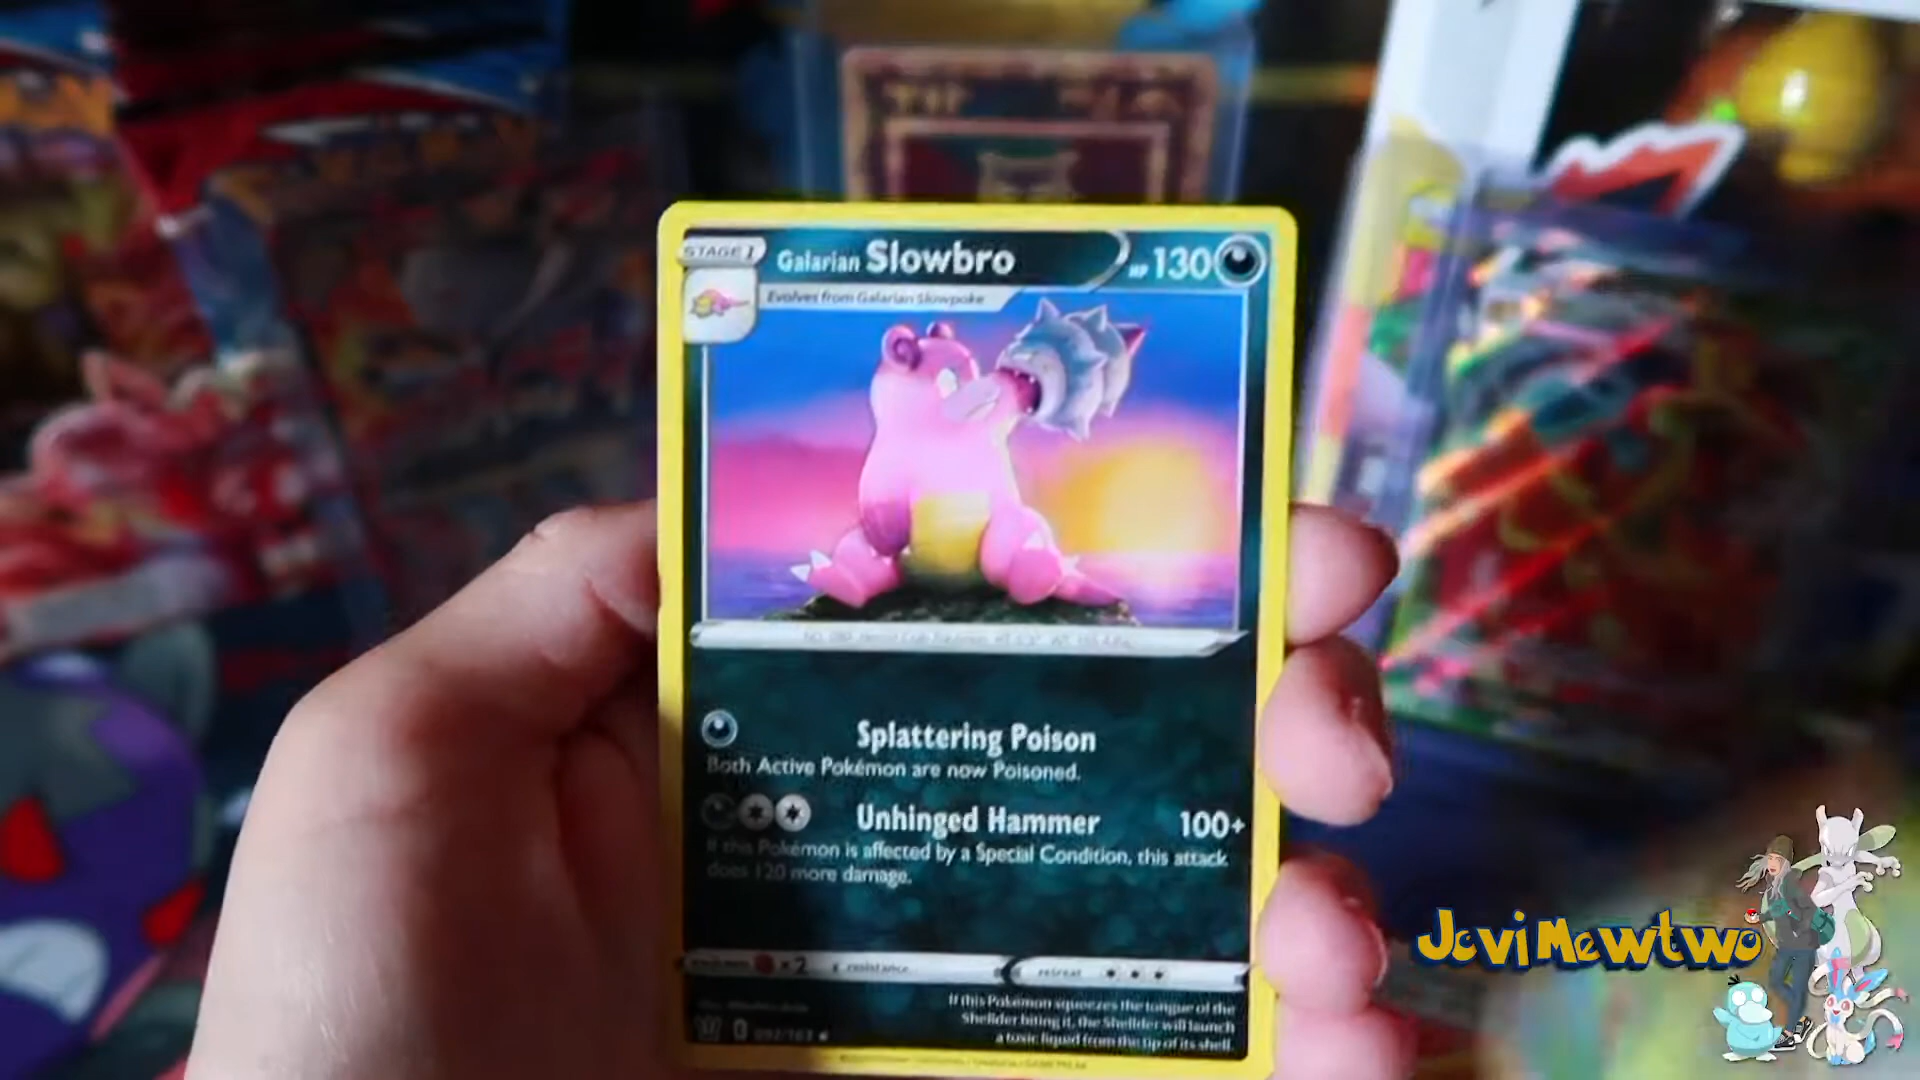 STAGE 1
Galarian Slowbro
HP 130
Evolves from Galarian Slowpoke
Splattering Poison
Both Active Pokémon are now Poisoned.
Unhinged Hammer 100+
If this Pokémon is affected by a Special Condition, this attack
does 120 more damage.
weakness ×2 resistance retreat
If this Pokémon squeezes the tongue of the
Shellder biting it, the Shellder will launch
a toxic liquid from the tip of its shell.
JoviMewtwo